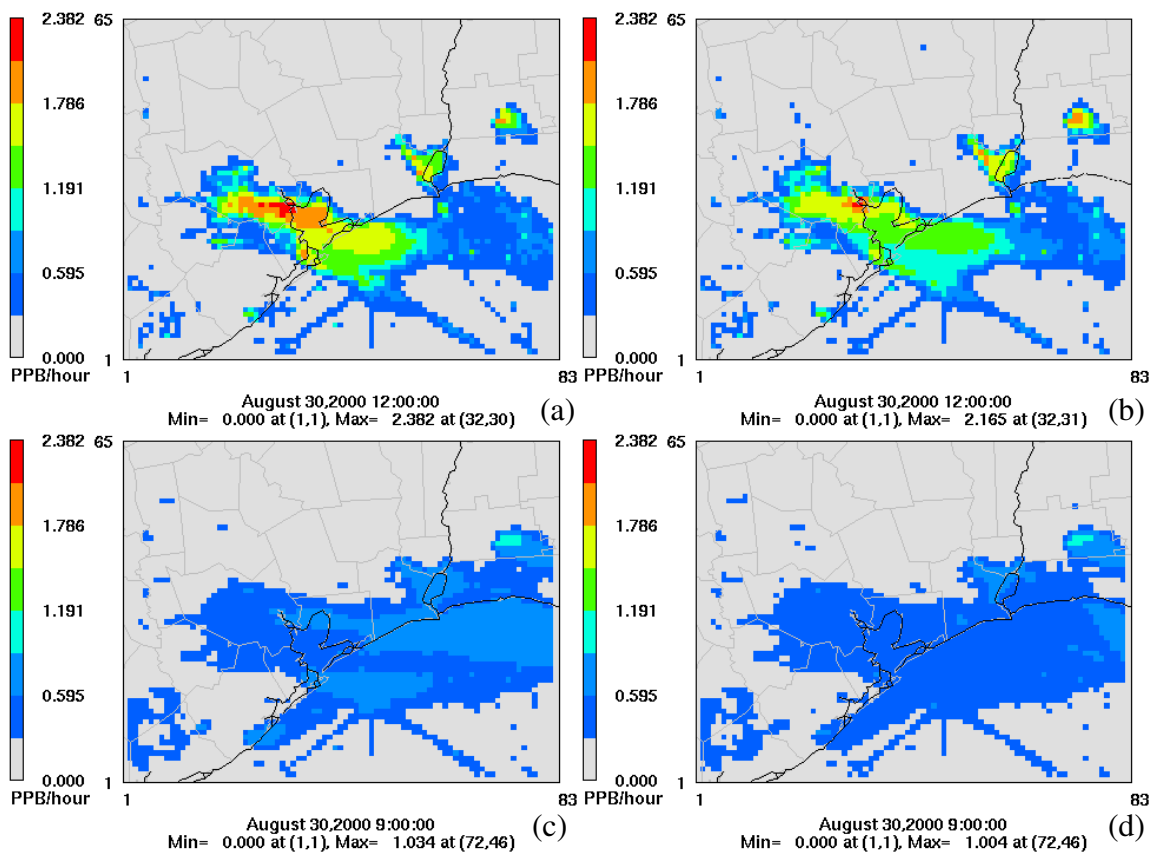 2.382
65
1.786
1.191
0.595
0.000
1
PPB/hour
1
83
August 30,2000 12:00:00
(a)
Min= 0.000 at (1,1), Max= 2.382 at (32,30)
2.382
65
1.786
1.191
0.595
0.000
1
PPB/hour
1
83
August 30,2000 12:00:00
(b)
Min= 0.000 at (1,1), Max= 2.165 at (32,31)
2.382
65
1.786
1.191
0.595
0.000
1
PPB/hour
1
83
August 30,2000 9:00:00
(c)
Min= 0.000 at (1,1), Max= 1.034 at (72,46)
2.382
65
1.786
1.191
0.595
0.000
1
PPB/hour
1
83
August 30,2000 9:00:00
(d)
Min= 0.000 at (1,1), Max= 1.004 at (72,46)